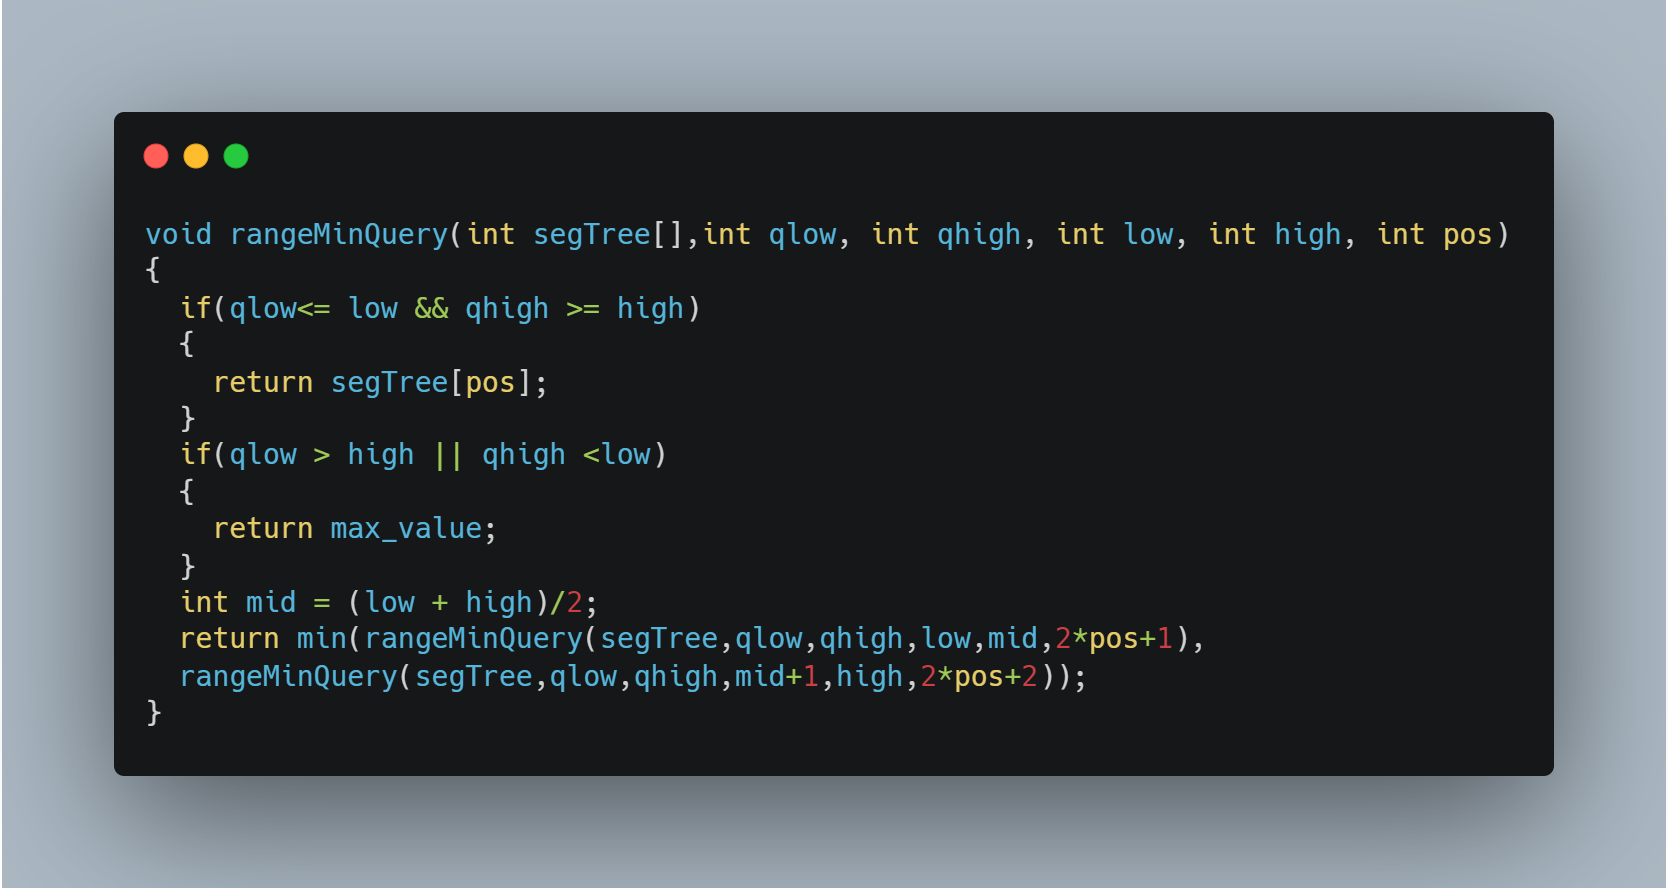 void rangeMinQuery(int segTree[],int qlow, int qhigh, int low, int high, int pos)
{
  if(qlow<= low && qhigh >= high)
  {
    return segTree[pos];
  }
  if(qlow > high || qhigh <low)
  {
    return max_value;
  }
  int mid = (low + high)/2;
  return min(rangeMinQuery(segTree,qlow,qhigh,low,mid,2*pos+1),
  rangeMinQuery(segTree,qlow,qhigh,mid+1,high,2*pos+2));
}